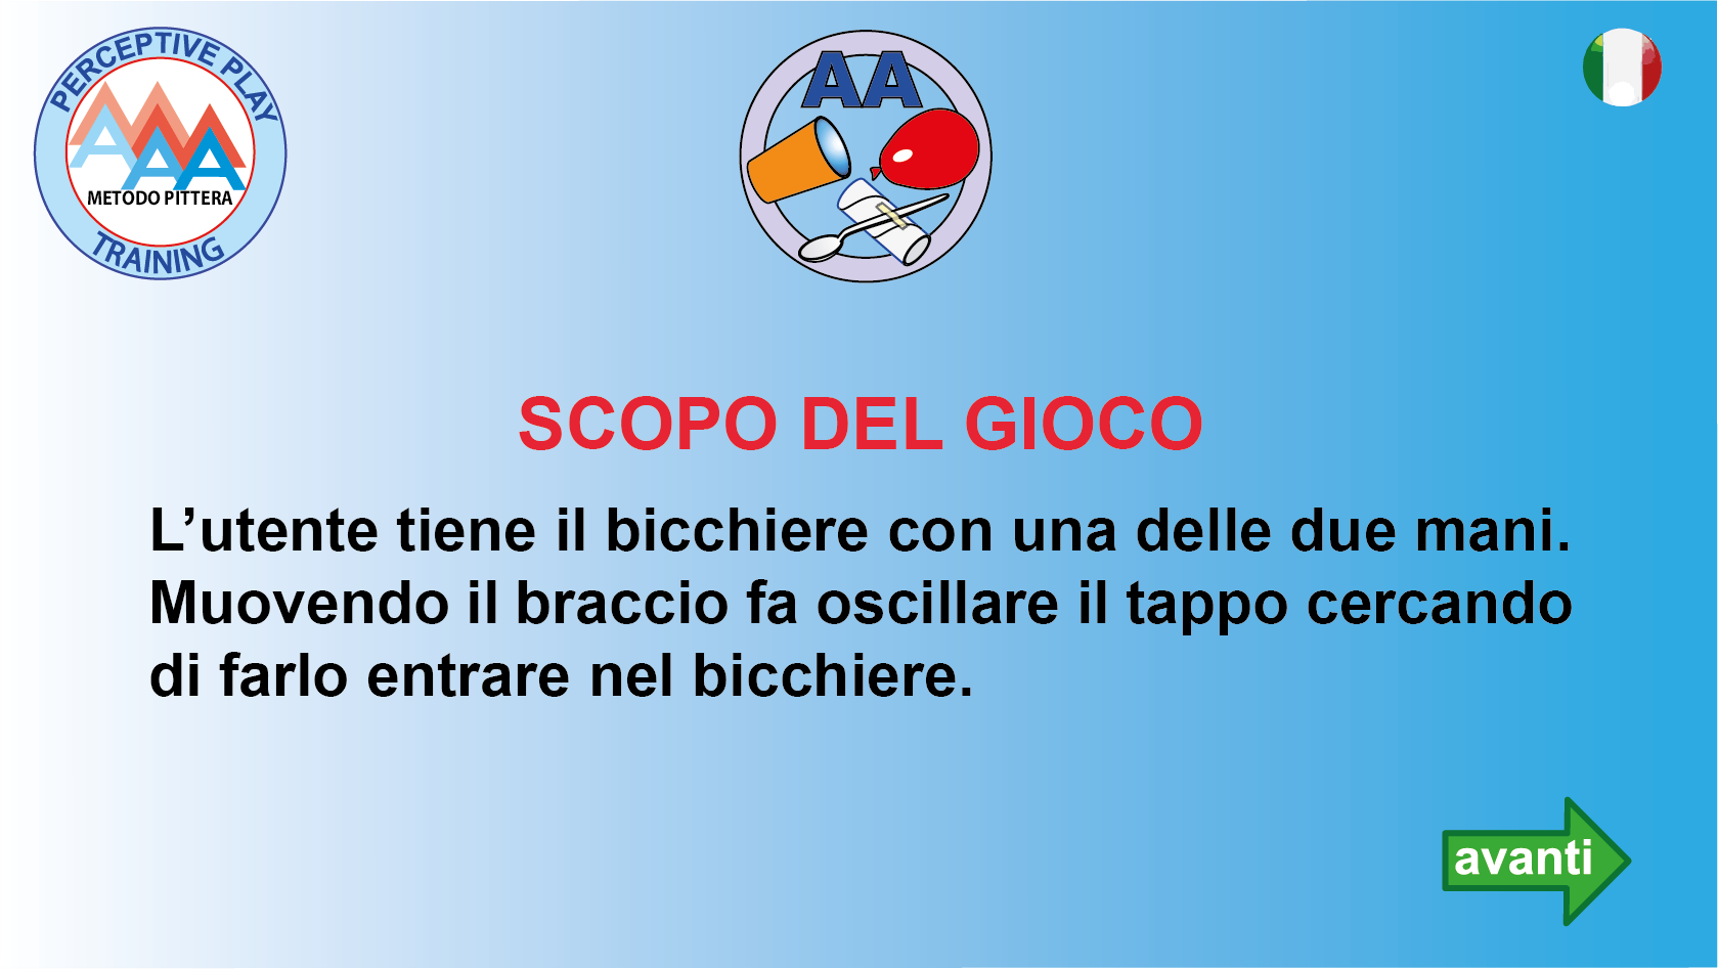 PERCEPTIVE PLAY
METODO PITTERA
TRAINING
AA
SCOPO DEL GIOCO
L’utente tiene il bicchiere con una delle due mani.
Muovendo il braccio fa oscillare il tappo cercando
di farlo entrare nel bicchiere.
avanti